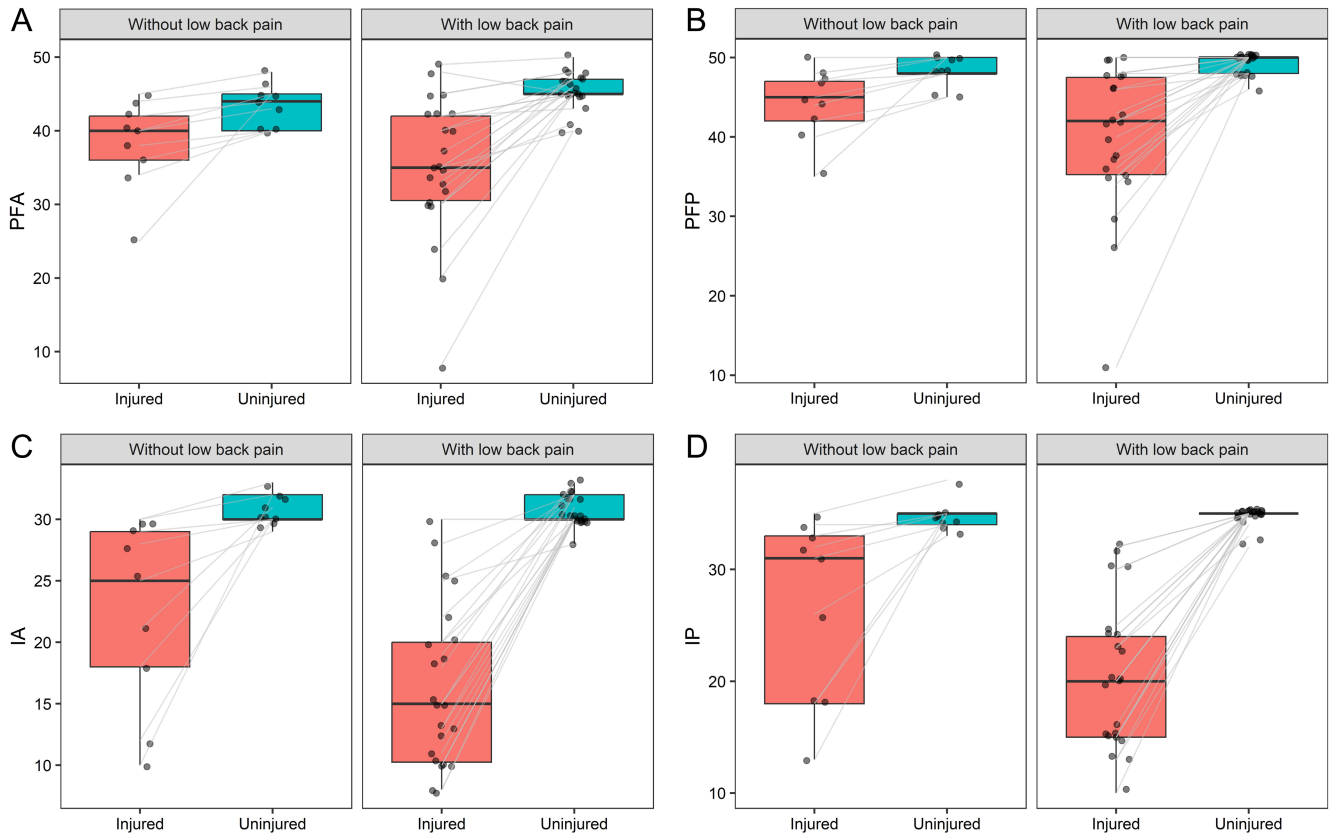 A
Without low back pain
With low back pain
PFA
50
40
30
20
10
Injured
Uninjured
Injured
Uninjured
B
Without low back pain
With low back pain
PFP
50
40
30
20
10
Injured
Uninjured
Injured
Uninjured
C
Without low back pain
With low back pain
IA
30
25
20
15
10
Injured
Uninjured
Injured
Uninjured
D
Without low back pain
With low back pain
IP
30
20
10
Injured
Uninjured
Injured
Uninjured